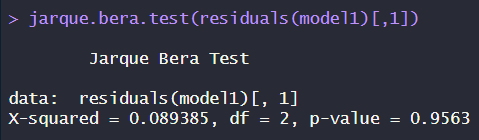 > jarque.bera.test(residuals(model1)[,1])
Jarque Bera Test
data:  residuals(model1)[, 1]
X-squared = 0.089385, df = 2, p-value = 0.9563